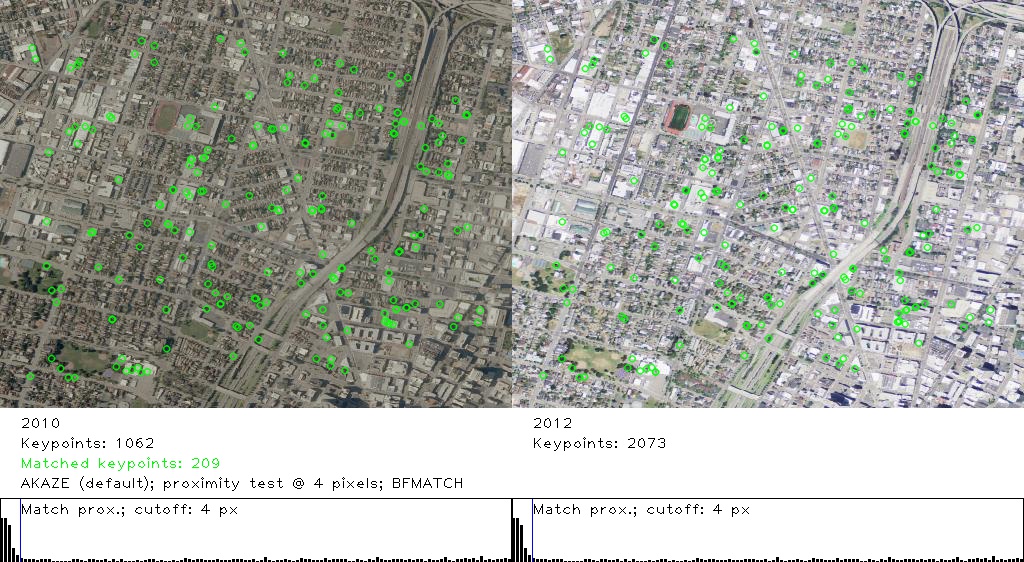 2010
Keypoints: 1062
Matched keypoints: 209
AKAZE (default); proximity test @ 4 pixels; BFMATCH
2012
Keypoints: 2073
Match prox.; cutoff: 4 px
Match prox.; cutoff: 4 px